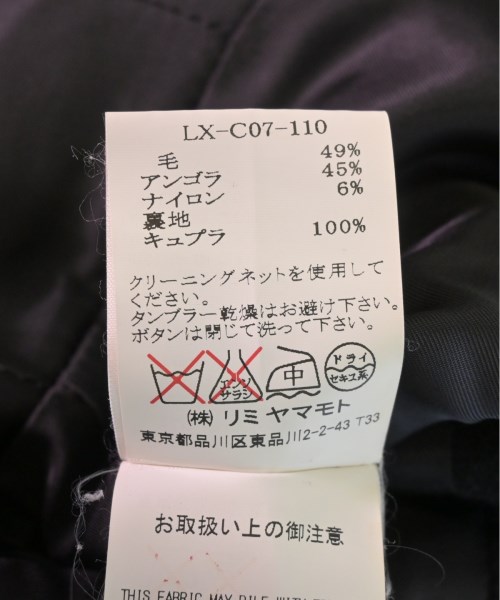 LX-C07-110
毛 49%
アンゴラ 45%
ナイロン 6%
裏地
キュプラ 100%
クリーニングネットを使用して
ください。
タンブラー乾燥はお避け下さい。
ボタンは閉じて洗って下さい。
エンソ
サラシ
中
ドライ
セキユ系
(株) リミ ヤマモト
東京都品川区東品川2-2-43 T33
お取扱い上の御注意
THIS FABRIC MAY PILE WITH